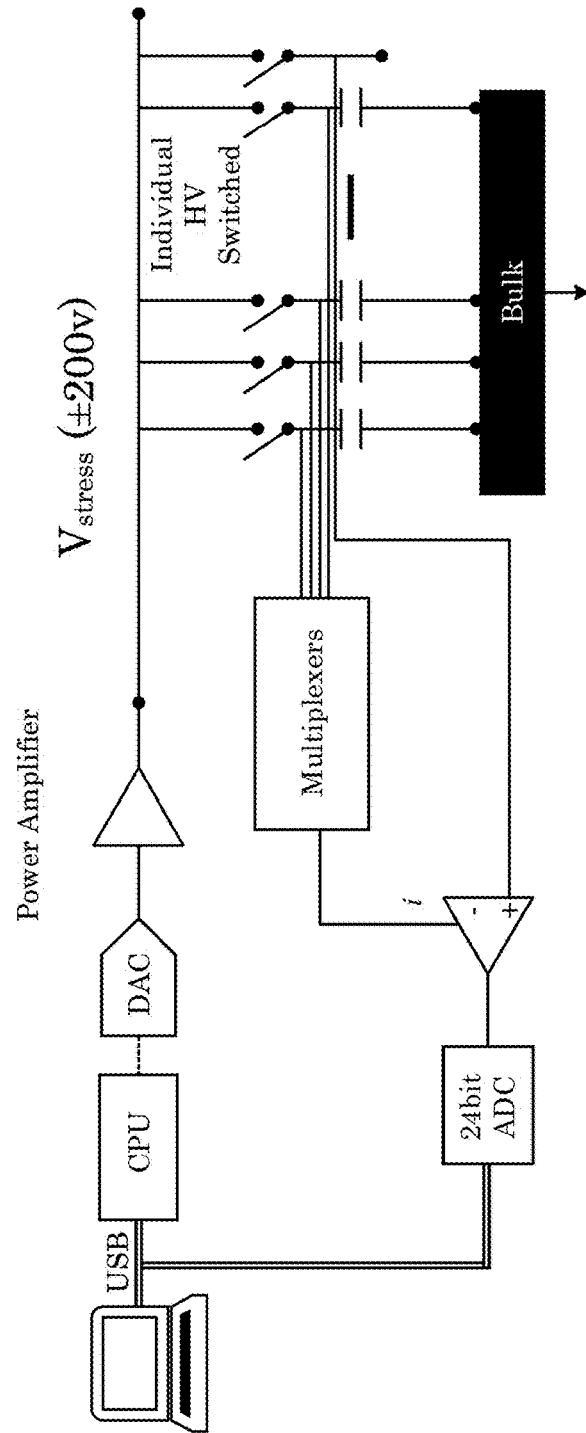 Power Amplifier
V_stress (±200v)
USB
CPU
DAC
Individual
HV
Switched
Multiplexers
i
-
+
24bit
ADC
Bulk